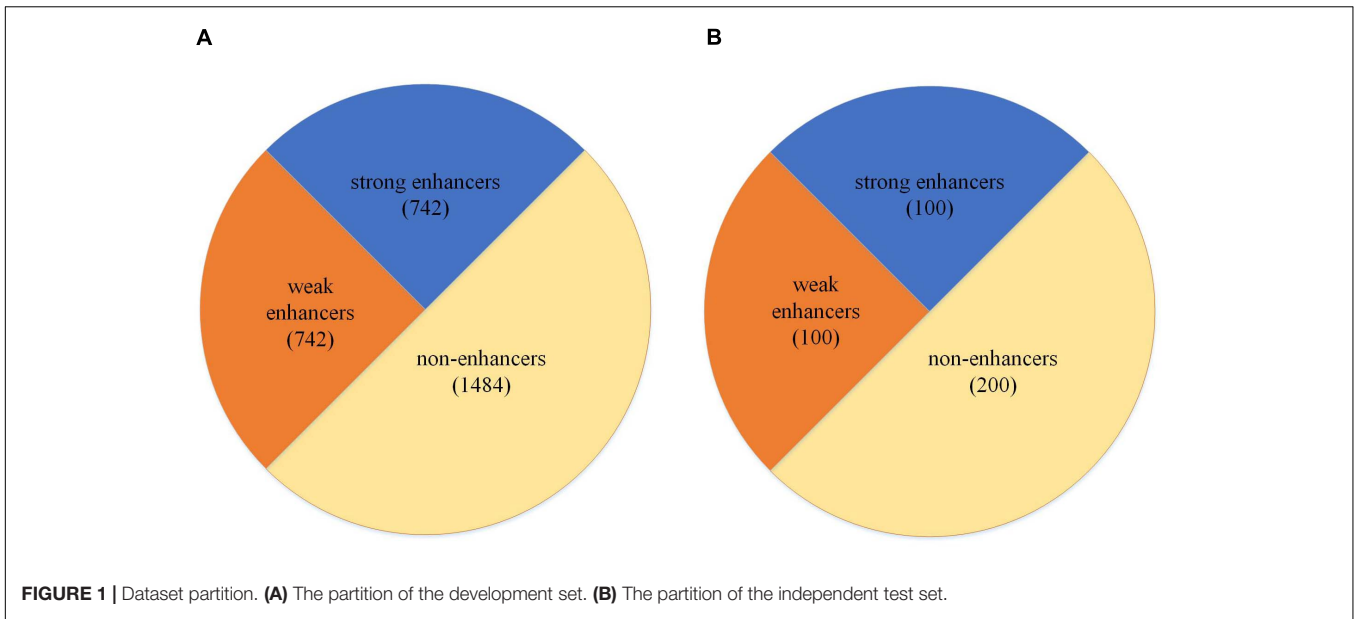 A
strong enhancers
(742)
weak
enhancers
(742)
non-enhancers
(1484)
B
strong enhancers
(100)
weak
enhancers
(100)
non-enhancers
(200)
FIGURE 1 | Dataset partition. (A) The partition of the development set. (B) The partition of the independent test set.